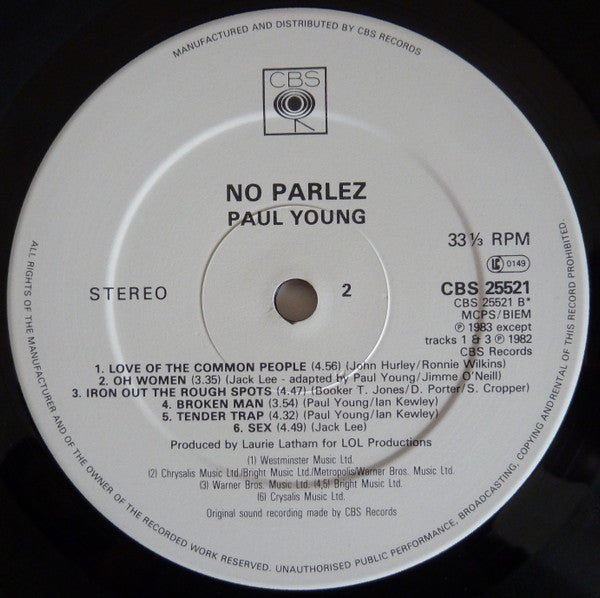 MANUFACTURED AND DISTRIBUTED BY CBS RECORDS
CBS
NO PARLEZ
PAUL YOUNG
33⅓ RPM
LC 0149
STEREO
2
CBS 25521
CBS 25521 B*
MCPS/BIEM
℗ 1983 except
tracks 1 & 3 ℗ 1982
CBS Records
1. LOVE OF THE COMMON PEOPLE (4.56) (John Hurley/Ronnie Wilkins)
2. OH WOMEN (3.35) (Jack Lee - adapted by Paul Young/Jimme O'Neill)
3. IRON OUT THE ROUGH SPOTS (4.47) (Booker T. Jones/D. Porter/S. Cropper)
4. BROKEN MAN (3.54) (Paul Young/Ian Kewley)
5. TENDER TRAP (4.32) (Paul Young/Ian Kewley)
6. SEX (4.49) (Jack Lee)
Produced by Laurie Latham for LOL Productions
(1) Westminster Music Ltd.
(2) Chrysalis Music Ltd./Bright Music Ltd./Metropolis/Warner Bros. Music Ltd.
(3) Warner Bros. Music Ltd. (4,5) Bright Music Ltd.
(6) Crysalis Music Ltd.
Original sound recording made by CBS Records
ALL RIGHTS OF THE MANUFACTURER AND OF THE OWNER OF THE RECORDED WORK RESERVED. UNAUTHORISED PUBLIC PERFORMANCE, BROADCASTING, COPYING AND RENTAL OF THIS RECORD PROHIBITED.